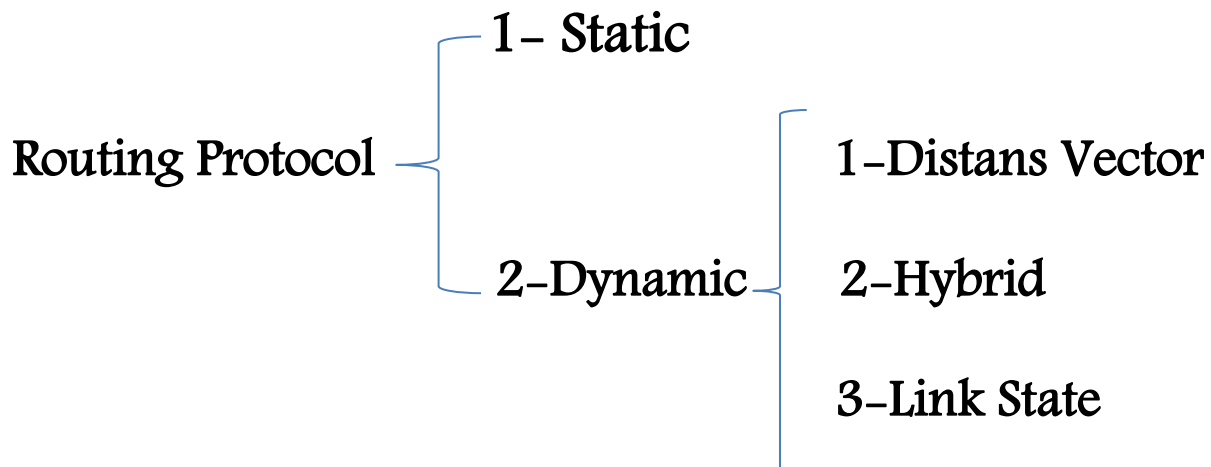 1- Static
Routing Protocol
1-Distans Vector
2-Dynamic
2-Hybrid
3-Link State